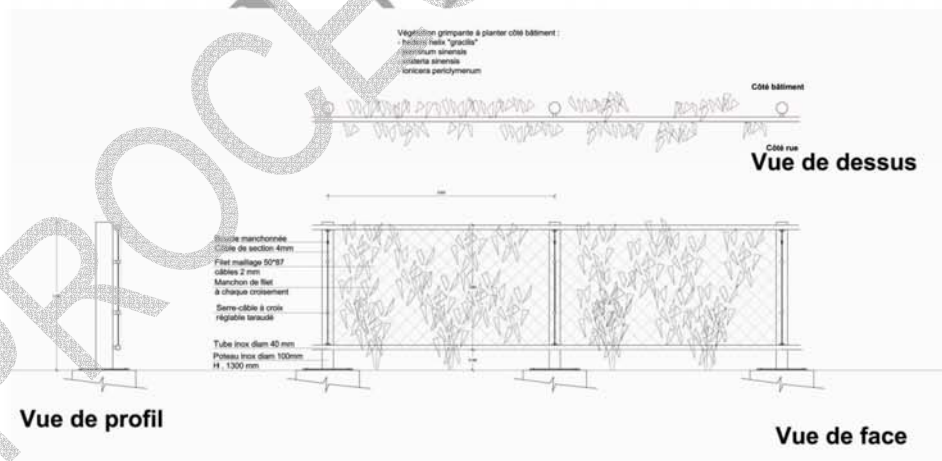 PROCES
Végétation grimpante à planter côté bâtiment :
- hedera helix "gracilis"
sinensis
- wisteria sinensis
- lonicera periclymenum
Côté bâtiment
Côté rue
Vue de dessus
Boucle manchonnée
Câble de section 4mm
Filet maillage 50*87
câbles 2 mm
Manchon de filet
à chaque croisement
Serre-câble à croix
réglable taraudé
Tube inox diam 40 mm
Poteau inox diam 100mm
H . 1300 mm
Vue de profil
Vue de face